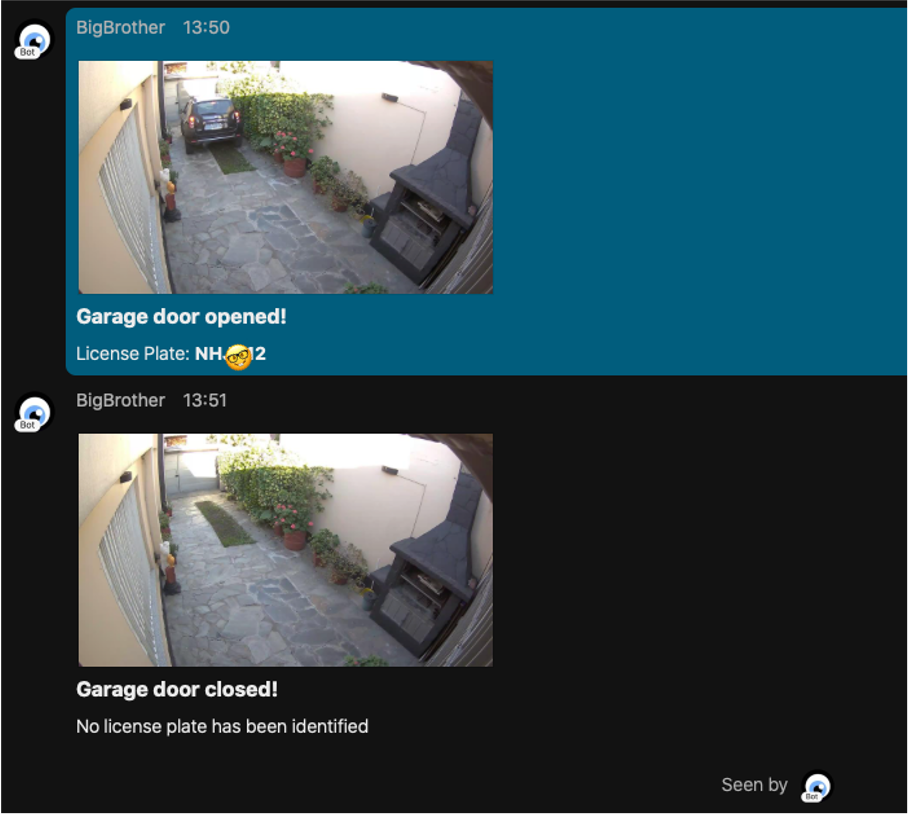 BigBrother 13:50
Bot
Garage door opened!
License Plate: NH 12
BigBrother 13:51
Bot
Garage door closed!
No license plate has been identified
Seen by
Bot